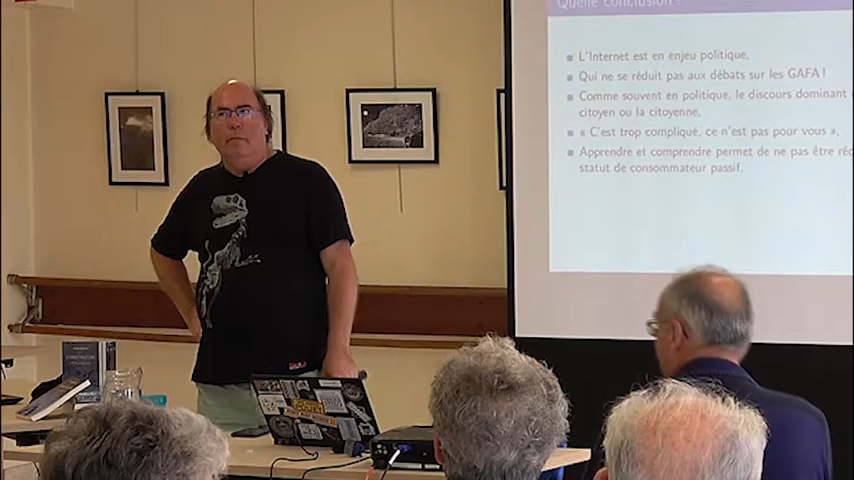 Quelle conclusion ?
L'Internet est en enjeu politique,
Qui ne se réduit pas aux débats sur les GAFA !
Comme souvent en politique, le discours dominant
citoyen ou la citoyenne,
« C'est trop compliqué, ce n'est pas pour vous »,
Apprendre et comprendre permet de ne pas être
statut de consommateur passif.